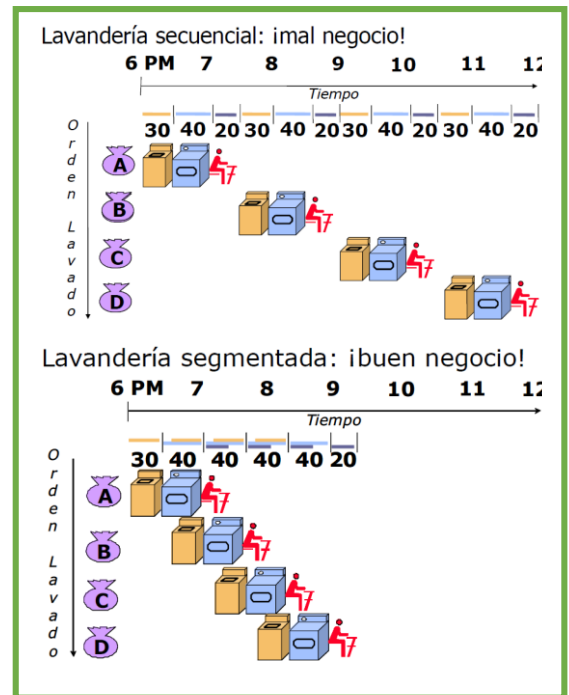 Lavandería secuencial: ¡mal negocio!
6 PM 7 8 9 10 11 12
Tiempo
30 40 20 30 40 20 30 40 20 30 40 20
Orden Lavado
A
B
C
D
Lavandería segmentada: ¡buen negocio!
6 PM 7 8 9 10 11 12
Tiempo
30 40 40 40 40 20
Orden Lavado
A
B
C
D